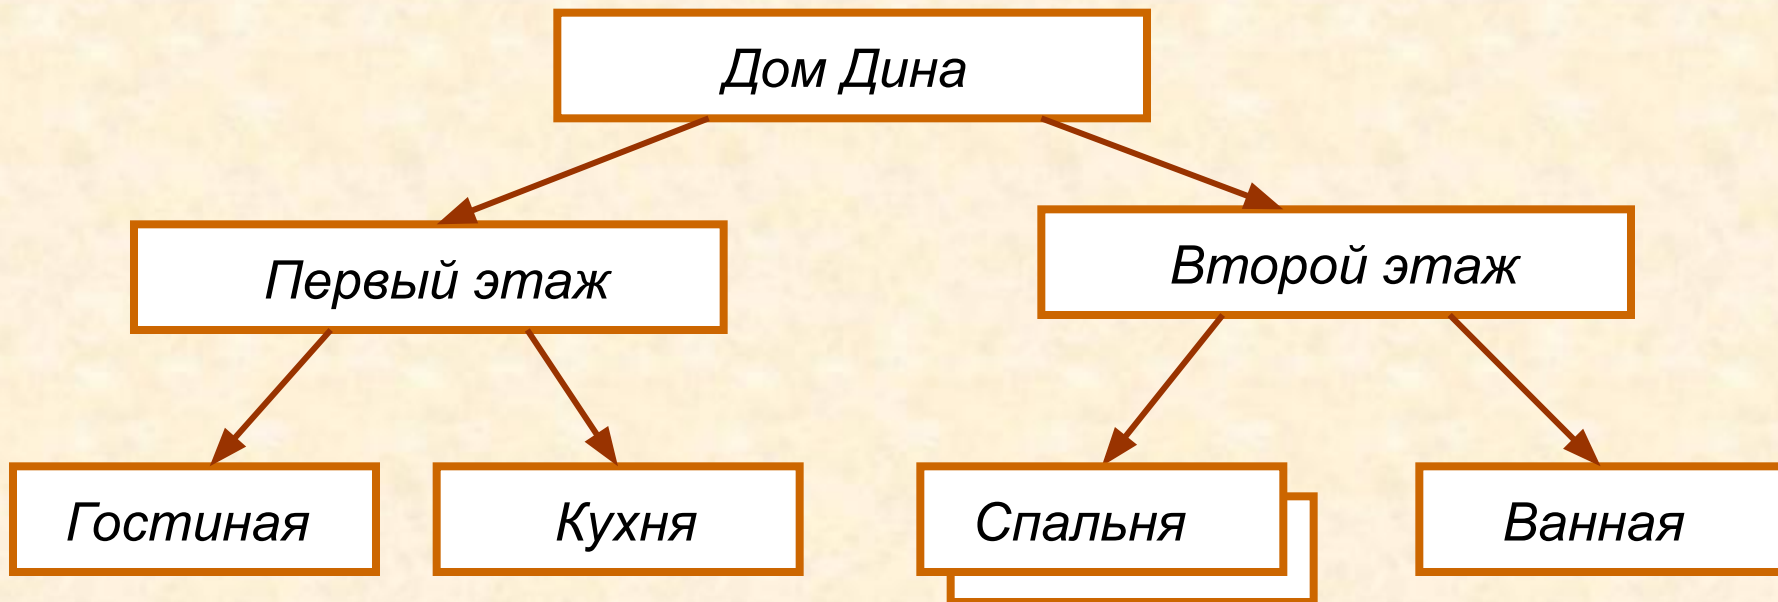 Дом Дина
Первый этаж
Второй этаж
Гостиная
Кухня
Спальня
Ванная